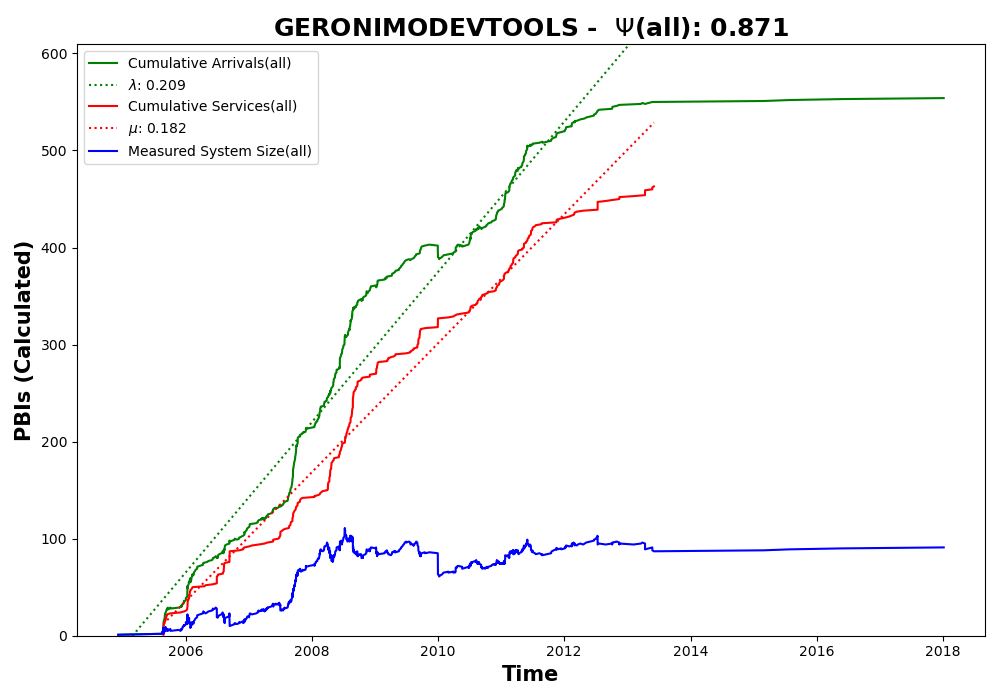 GERONIMODEVTOOLS - Ψ(all): 0.871
Cumulative Arrivals(all)
λ: 0.209
Cumulative Services(all)
μ: 0.182
Measured System Size(all)
600
500
400
300
200
100
0
PBIs (Calculated)
2006 2008 2010 2012 2014 2016 2018
Time